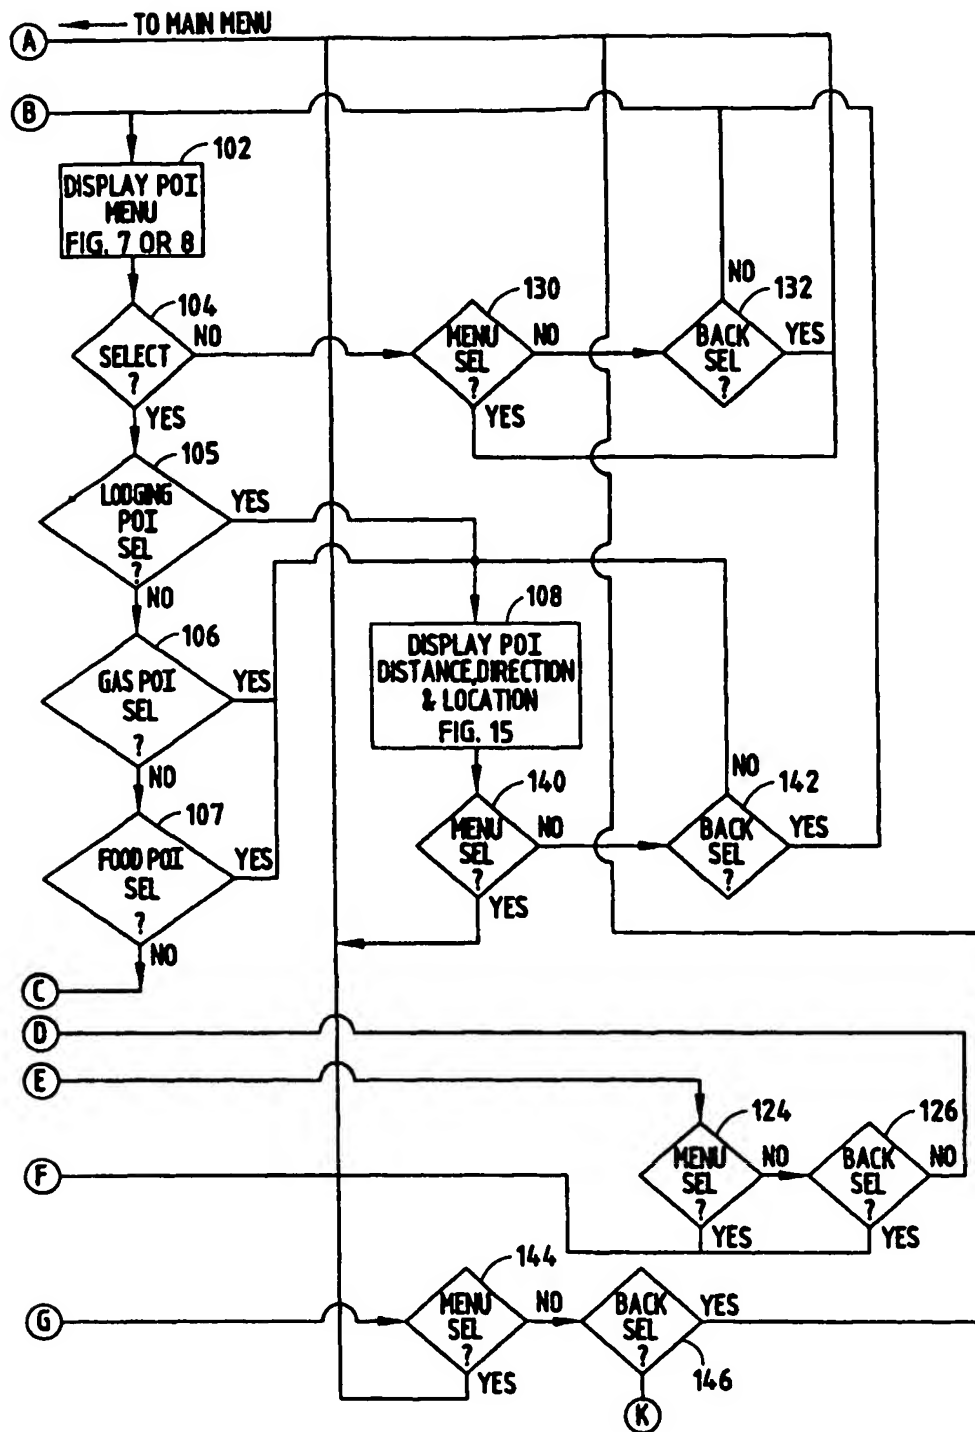 TO MAIN MENU
A
B
102
DISPLAY POI
MENU
FIG. 7 OR 8
104
SELECT
?
NO
YES
130
MENU
SEL
?
NO
YES
132
BACK
SEL
?
NO
YES
105
LODGING
POI
SEL
?
YES
NO
106
GAS POI
SEL
?
YES
NO
107
FOOD POI
SEL
?
YES
NO
108
DISPLAY POI
DISTANCE,DIRECTION
& LOCATION
FIG. 15
140
MENU
SEL
?
NO
YES
142
BACK
SEL
?
NO
YES
C
D
E
124
MENU
SEL
?
NO
YES
126
BACK
SEL
?
NO
YES
F
G
144
MENU
SEL
?
NO
YES
BACK
SEL
?
YES
146
K